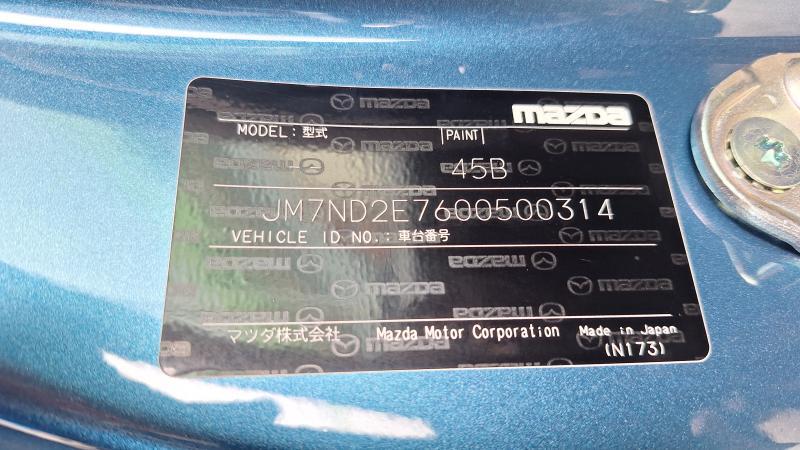 mazda
MODEL: 型式 PAINT
45B
JM7ND2E7600500314
VEHICLE ID NO.: 車台番号
マツダ株式会社 Mazda Motor Corporation Made in Japan
(N173)